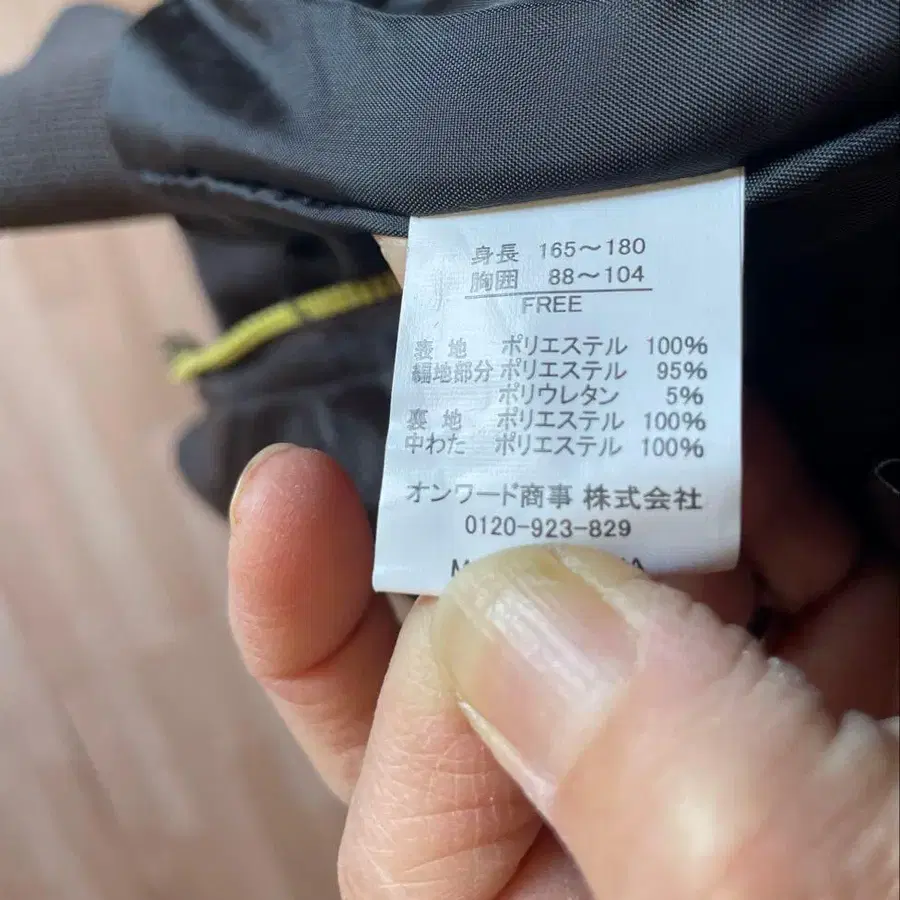 身長 165～180
胸囲 88～104
FREE
表地 ポリエステル 100%
編地部分 ポリエステル 95%
ポリウレタン 5%
裏地 ポリエステル 100%
中わた ポリエステル 100%
オンワード商事 株式会社
0120-923-829